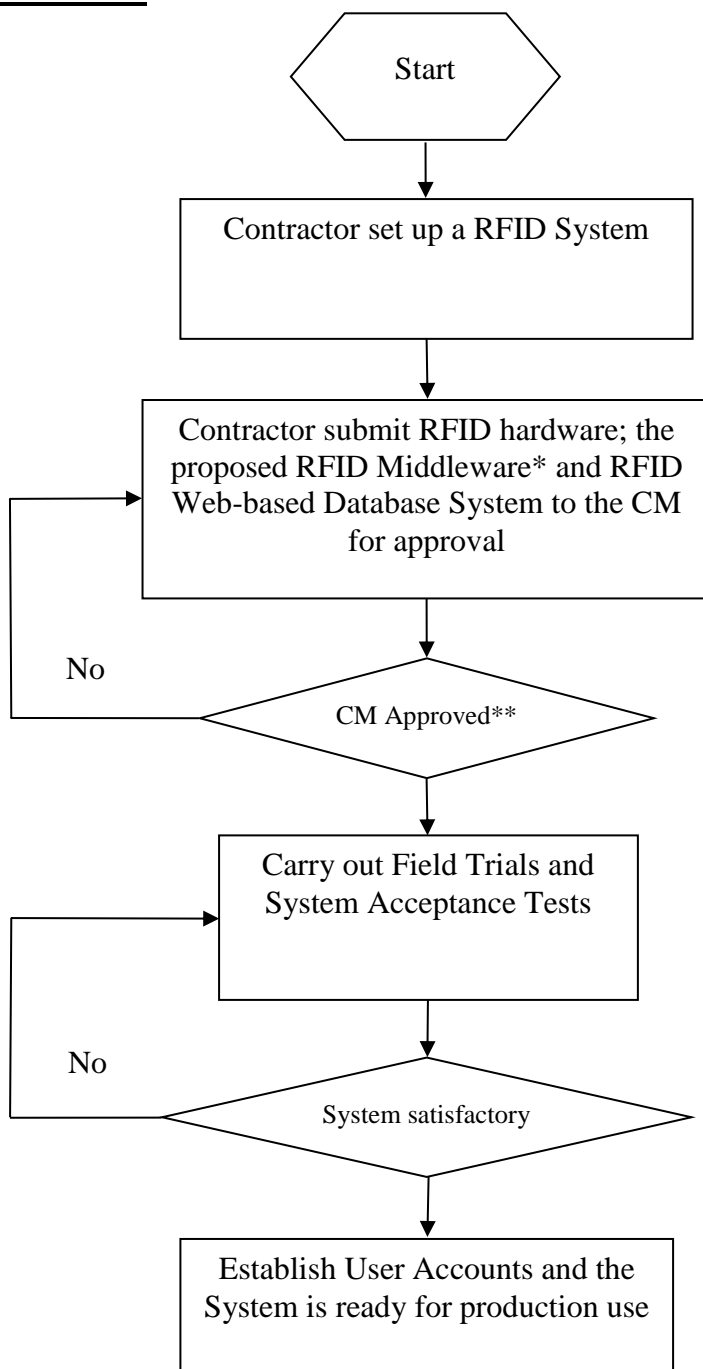 Start
Contractor set up a RFID System
Contractor submit RFID hardware; the
proposed RFID Middleware* and RFID
Web-based Database System to the CM
for approval
No
CM Approved**
Carry out Field Trials and
System Acceptance Tests
No
System satisfactory
Establish User Accounts and the
System is ready for production use